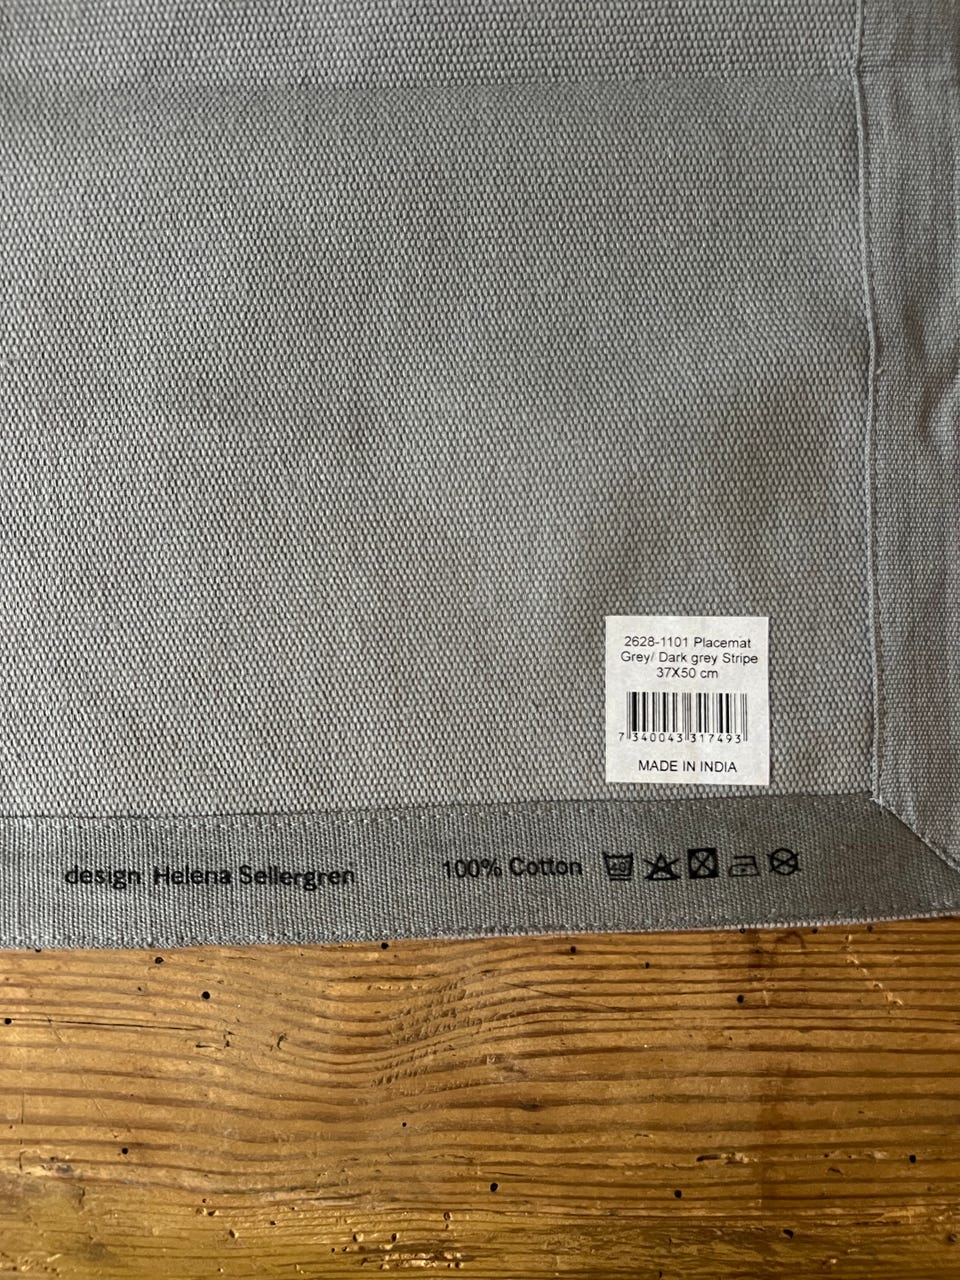 2628-1101 Placemat
Grey/ Dark grey Stripe
37X50 cm
7 340043 317493
MADE IN INDIA
design Helena Sellergren 100% Cotton